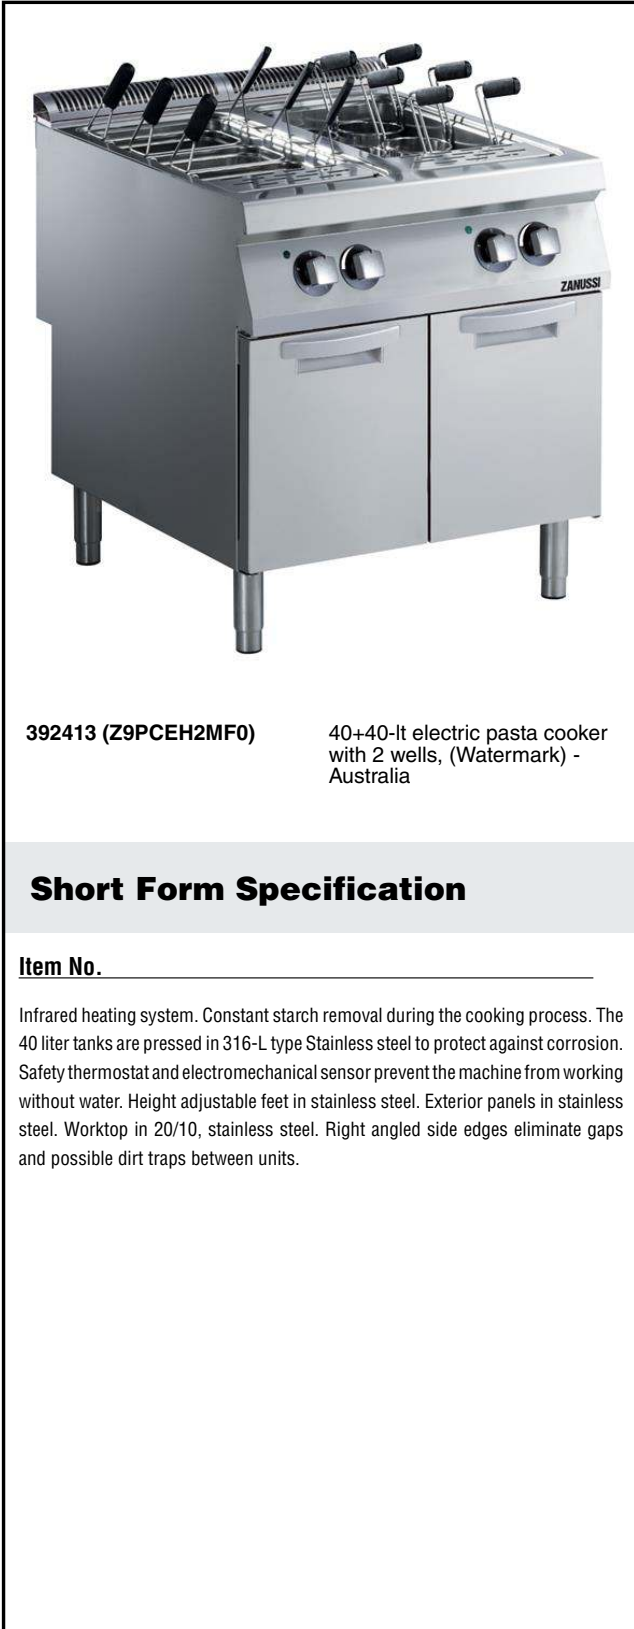 ZANUSSI
392413 (Z9PCEH2MF0)
40+40-lt electric pasta cooker
with 2 wells, (Watermark) -
Australia
Short Form Specification
Item No.
Infrared heating system. Constant starch removal during the cooking process. The
40 liter tanks are pressed in 316-L type Stainless steel to protect against corrosion.
Safety thermostat and electromechanical sensor prevent the machine from working
without water. Height adjustable feet in stainless steel. Exterior panels in stainless
steel. Worktop in 20/10, stainless steel. Right angled side edges eliminate gaps
and possible dirt traps between units.